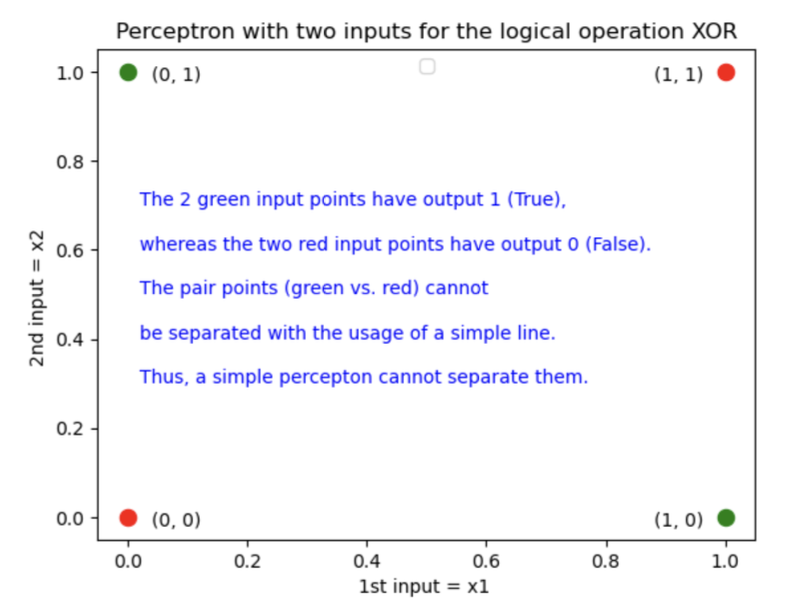 Perceptron with two inputs for the logical operation XOR
1.0
(0, 1)
(1, 1)
0.8
The 2 green input points have output 1 (True),
0.6
whereas the two red input points have output 0 (False).
The pair points (green vs. red) cannot
0.4
be separated with the usage of a simple line.
Thus, a simple percepton cannot separate them.
0.2
0.0
(0, 0)
(1, 0)
2nd input = x2
0.0 0.2 0.4 0.6 0.8 1.0
1st input = x1